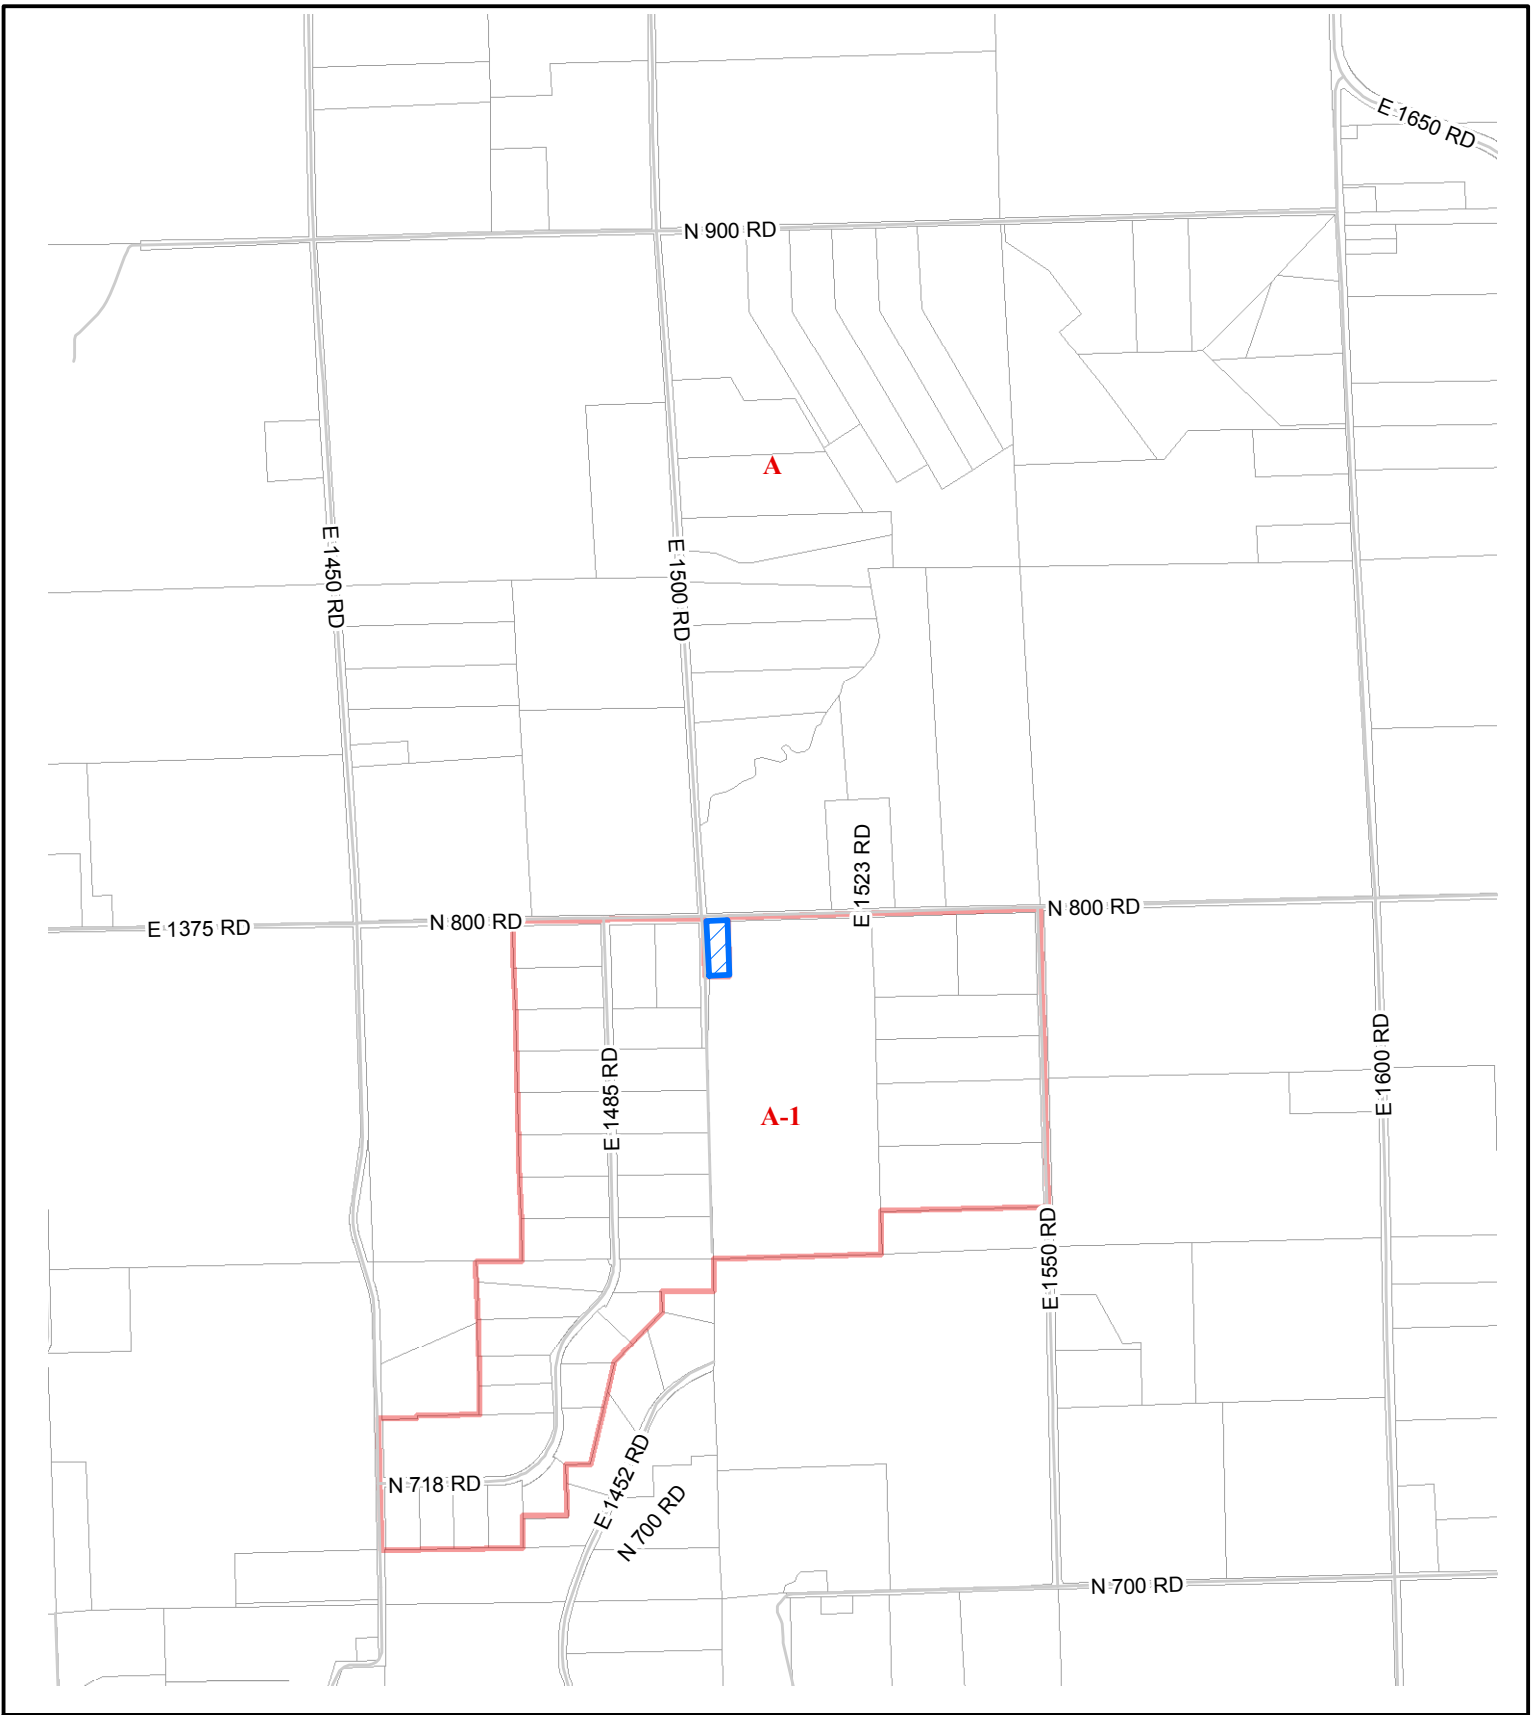 E 1650 RD
N 900 RD
A
E 1450 RD
E 1500 RD
E 1523 RD
E 1375 RD
N 800 RD
N 800 RD
E 1600 RD
E 1485 RD
A-1
E 1550 RD
N 718 RD
E 1452 RD
N 700 RD
N 700 RD